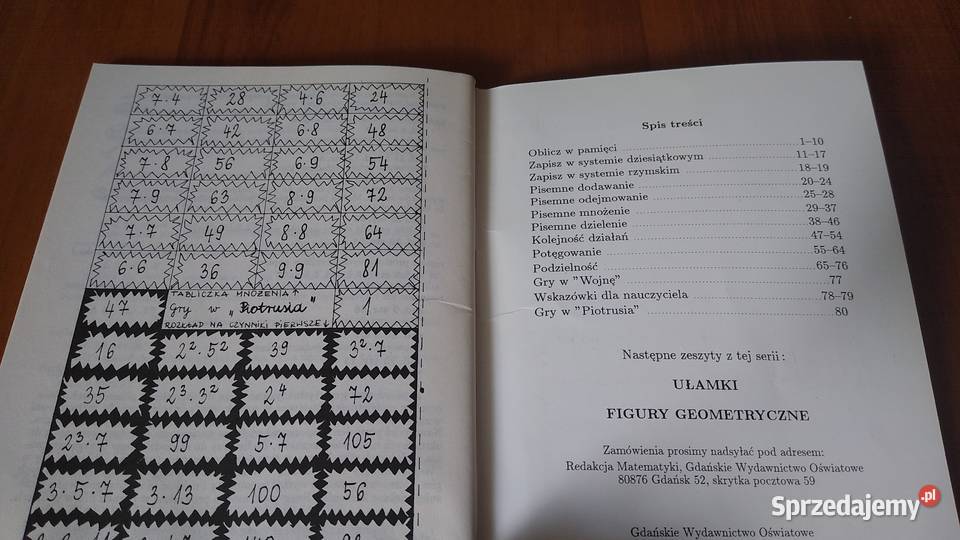 7·4 28 4·6 24
6·7 42 6·8 48
7·8 56 6·9 54
7·9 63 8·9 72
7·7 49 8·8 64
6·6 36 9·9 81
TABLICZKA MNOŻENIA↑
47 Gry w „Piotrusia" 1
ROZKŁAD NA CZYNNIKI PIERWSZE↓
16 2²·5² 39 3²·7
35 2³·3² 2⁴ 72
2³·7 99 5·7 105
3·5·7 3·13 100 56
Spis treści
Oblicz w pamięci 1–10
Zapisz w systemie dziesiątkowym 11–17
Zapisz w systemie rzymskim 18–19
Pisemne dodawanie 20–24
Pisemne odejmowanie 25–28
Pisemne mnożenie 29–37
Pisemne dzielenie 38–46
Kolejność działań 47–54
Potęgowanie 55–64
Podzielność 65–76
Gry w "Wojnę" 77
Wskazówki dla nauczyciela 78–79
Gry w "Piotrusia" 80
Następne zeszyty z tej serii:
UŁAMKI
FIGURY GEOMETRYCZNE
Zamówienia prosimy nadsyłać pod adresem:
Redakcja Matematyki, Gdańskie Wydawnictwo Oświatowe
80876 Gdańsk 52, skrytka pocztowa 59
Gdańskie Wydawnictwo Oświatowe
Sprzedajemy.pl